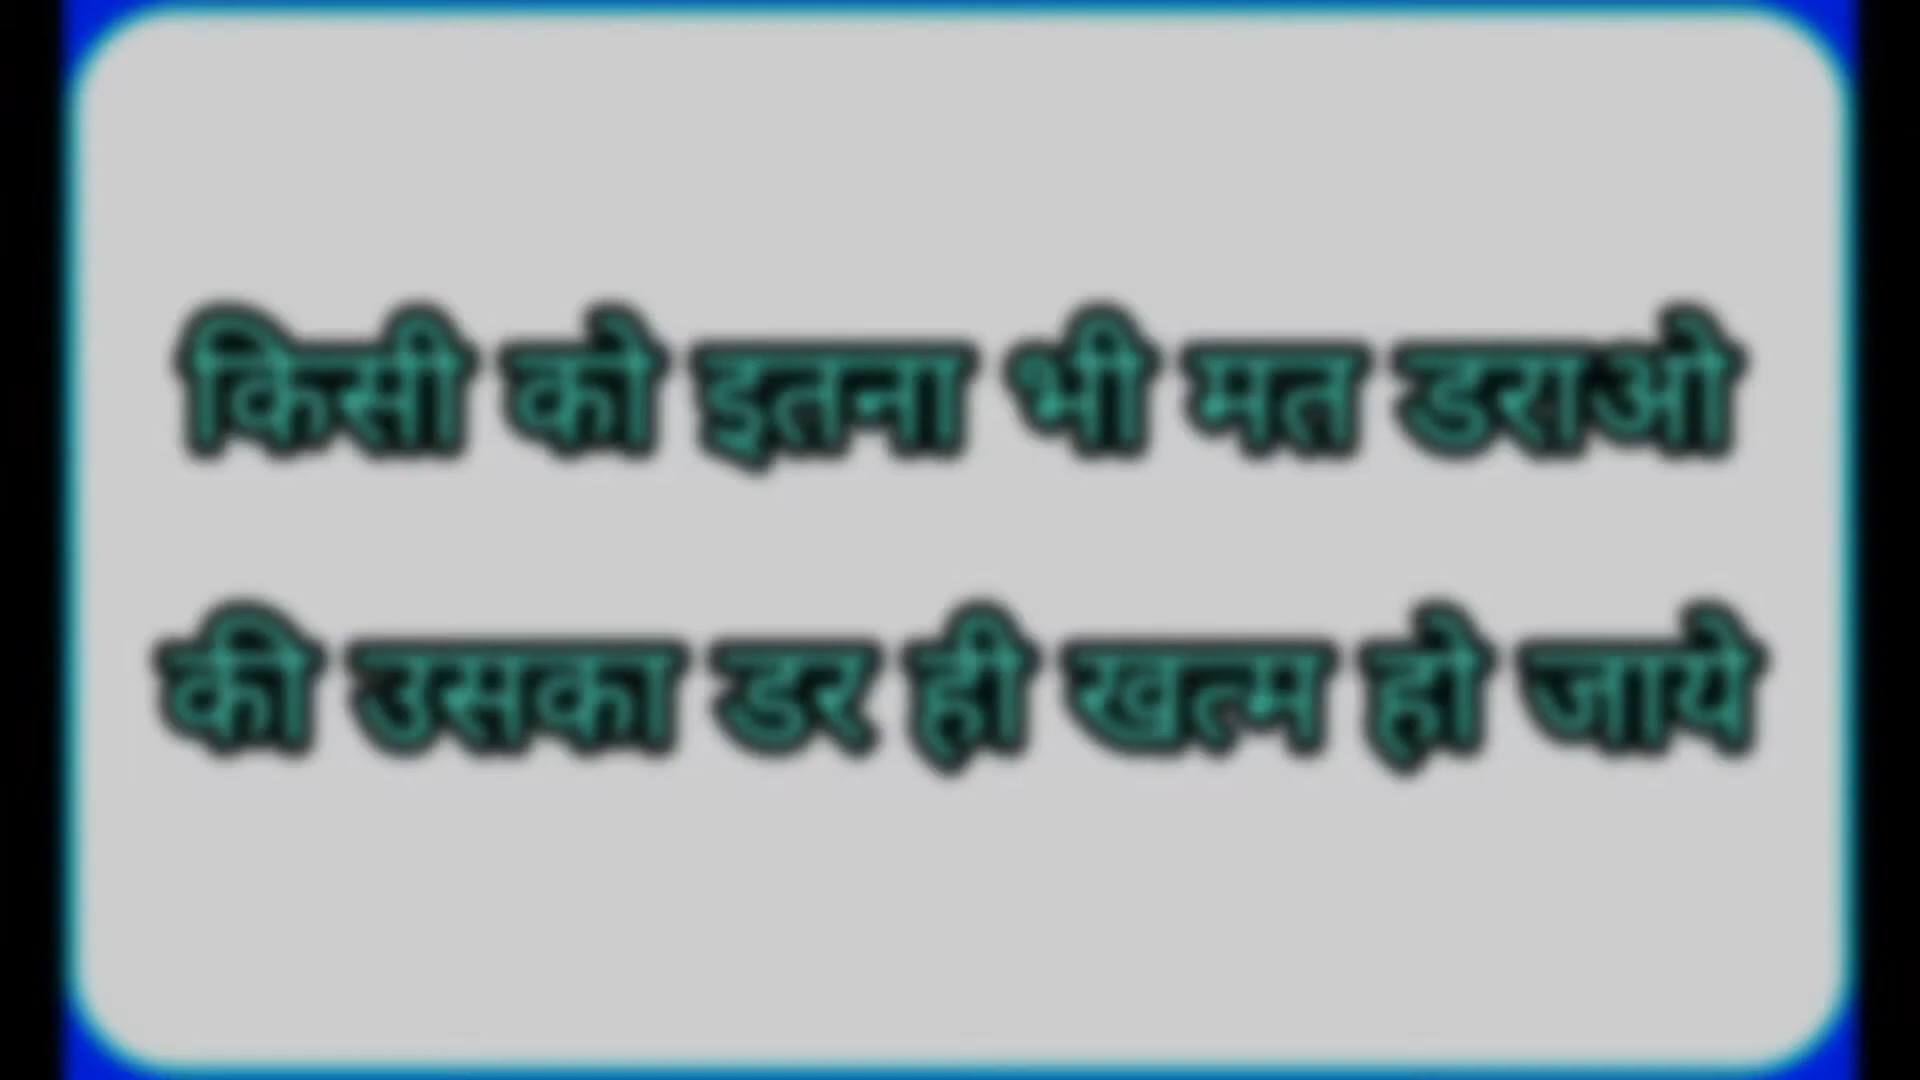 किसी को इतना भी मत डराओ
की उसका डर ही खत्म हो जाये